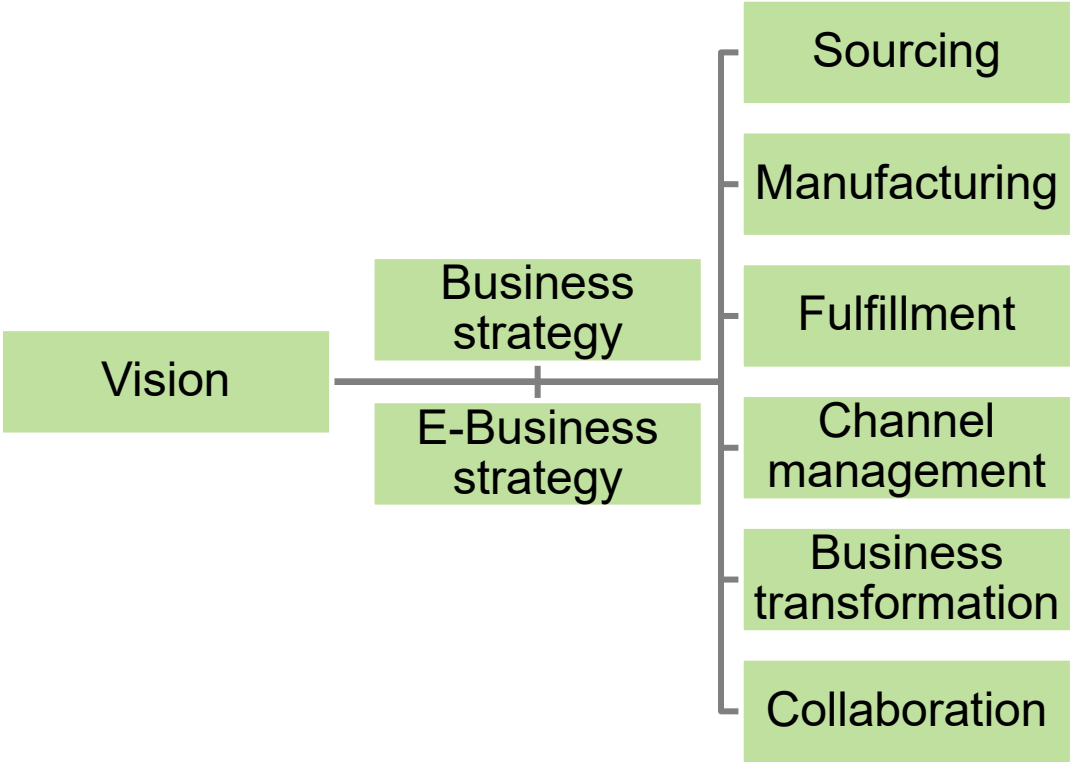 Vision
Business
strategy
E-Business
strategy
Sourcing
Manufacturing
Fulfillment
Channel
management
Business
transformation
Collaboration